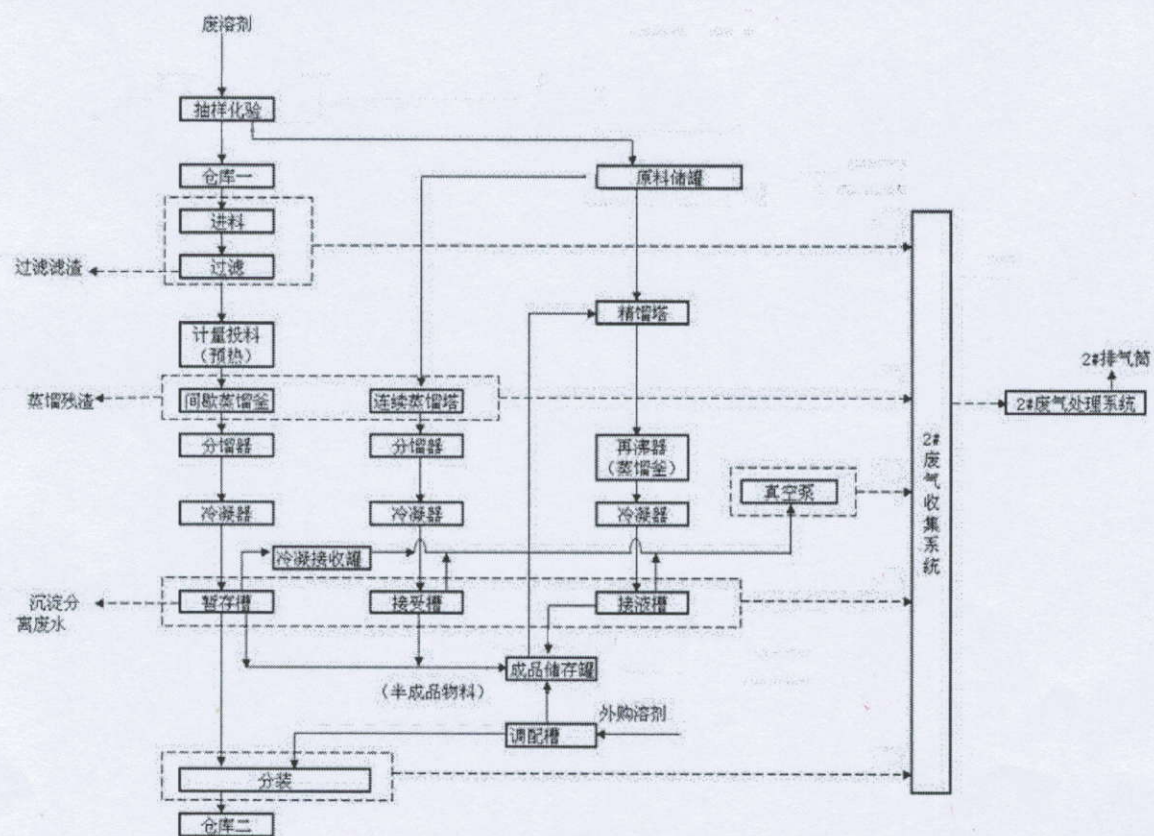 废溶剂
抽样化验
仓库一
原料储罐
进料
过滤滤渣
过滤
精馏塔
计量投料
（预热）
2#排气筒
蒸馏残渣
间歇蒸馏釜
连续蒸馏塔
2#废气处理系统
分馏器
分馏器
再沸器
（蒸馏釜）
2#废气收集系统
真空泵
冷凝器
冷凝器
冷凝器
冷凝接收罐
沉淀分
离废水
暂存槽
接受槽
接液槽
成品储存罐
（半成品物料）
外购溶剂
调配槽
分装
仓库二